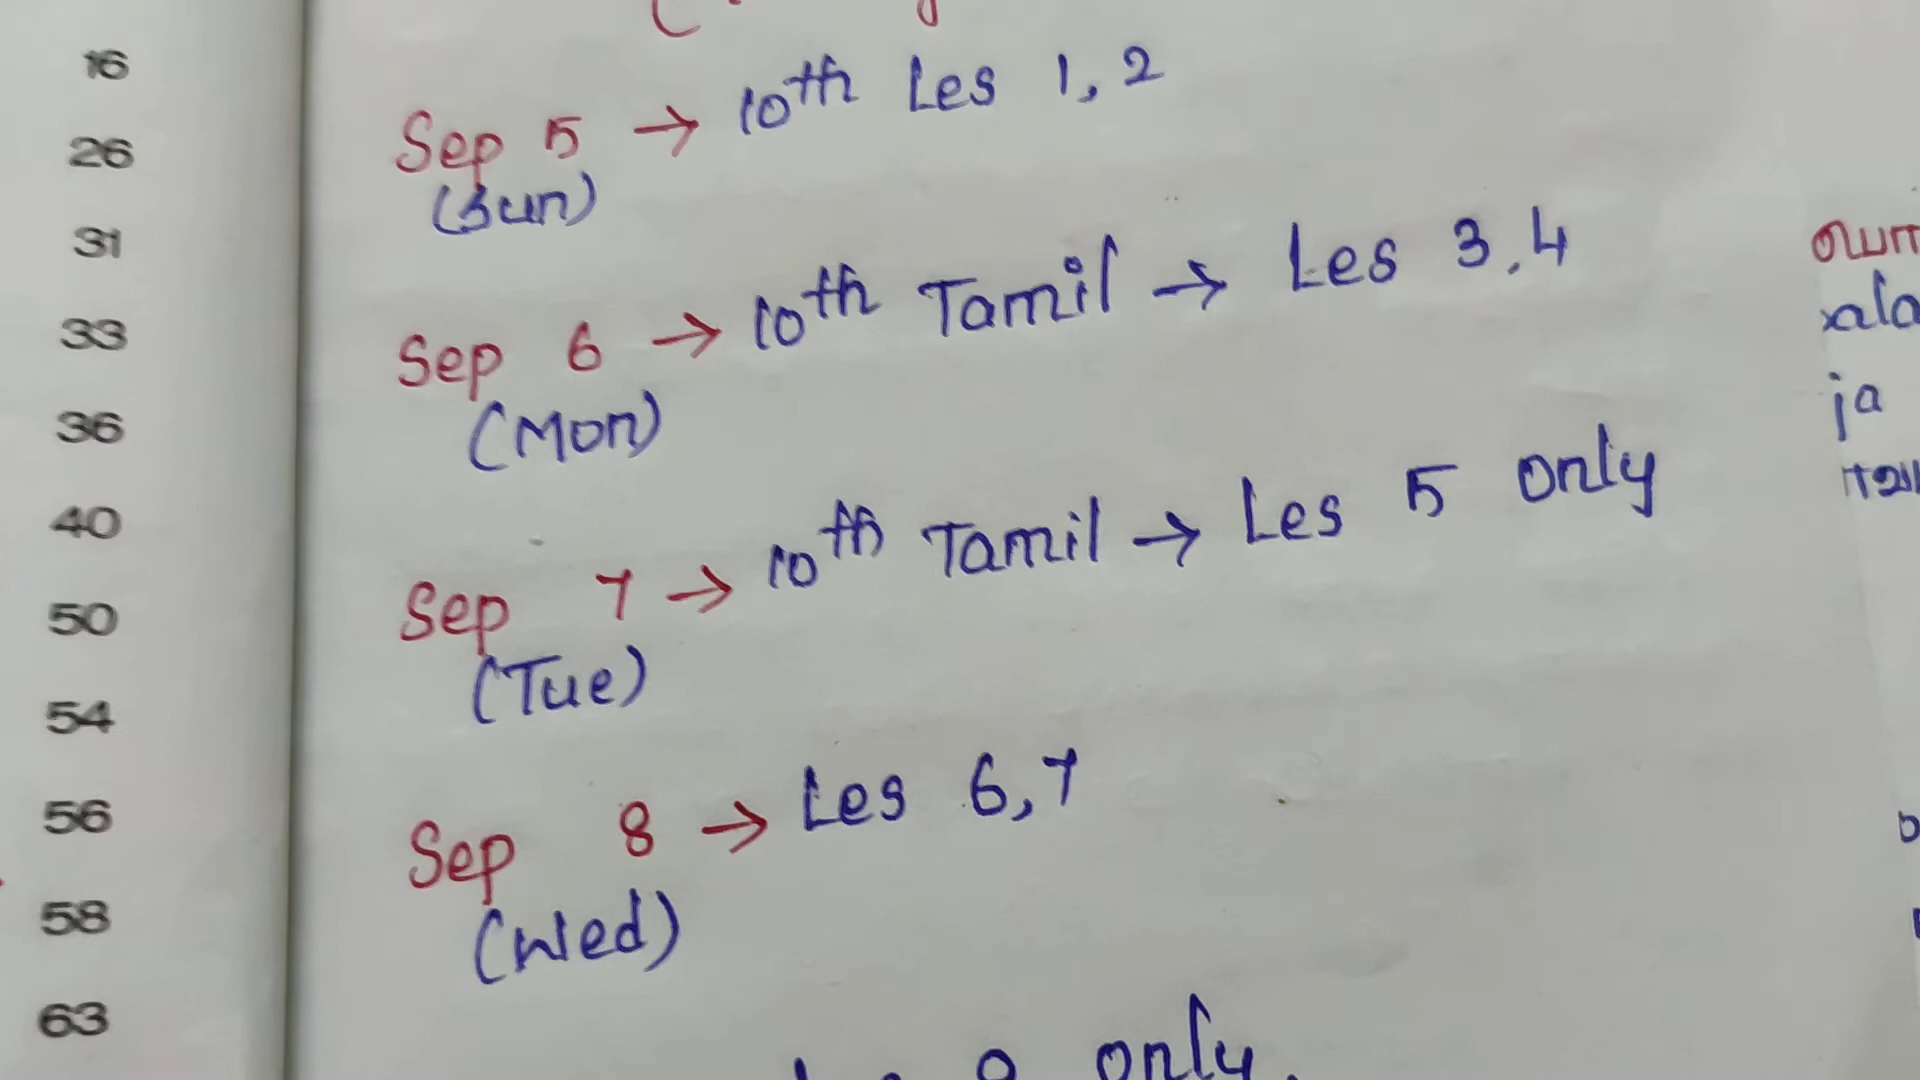 16
26
31
33
36
40
50
54
56
58
63
Sep 5 → 10th Les 1, 2
(Sun)
Sep 6 → 10th Tamil → Les 3, 4
(Mon)
Sep 7 → 10th Tamil → Les 5 only
(Tue)
Sep 8 → Les 6, 7
(Wed)
only.
ja